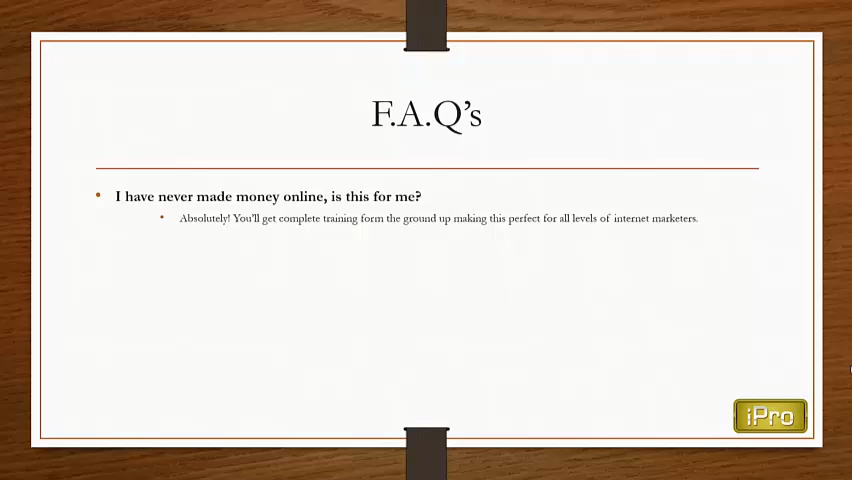 F.A.Q’s
I have never made money online, is this for me?
Absolutely! You’ll get complete training form the ground up making this perfect for all levels of internet marketers.
iPro